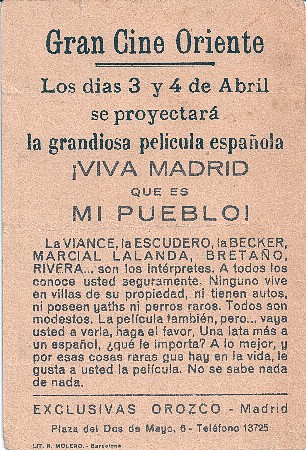 Gran Cine Oriente
Los dias 3 y 4 de Abril
se proyectará
la grandiosa pelicula española
¡VIVA MADRID
QUE ES
MI PUEBLO!
La VIANCE, la ESCUDERO, la BECKER,
MARCIAL LALANDA, BRETAÑO,
RIVERA... son los intérpretes. A todos los
conoce usted seguramente. Ninguno vive
en villas de su propiedad, ni tienen autos,
ni poseen yaths ni perros raros. Todos son
modestos. La película también, pero... vaya
usted a verla, haga el favor, Una lata más a
un español, ¿qué le importa? A lo mejor, y
por esas cosas raras que hay en la vida, le
gusta a usted la película. No se sabe nada
de nada.
EXCLUSIVAS OROZCO - Madrid
Plaza del Dos de Mayo, 6 - Teléfono 13725
LIT. R. MOLERO. - Barcelona